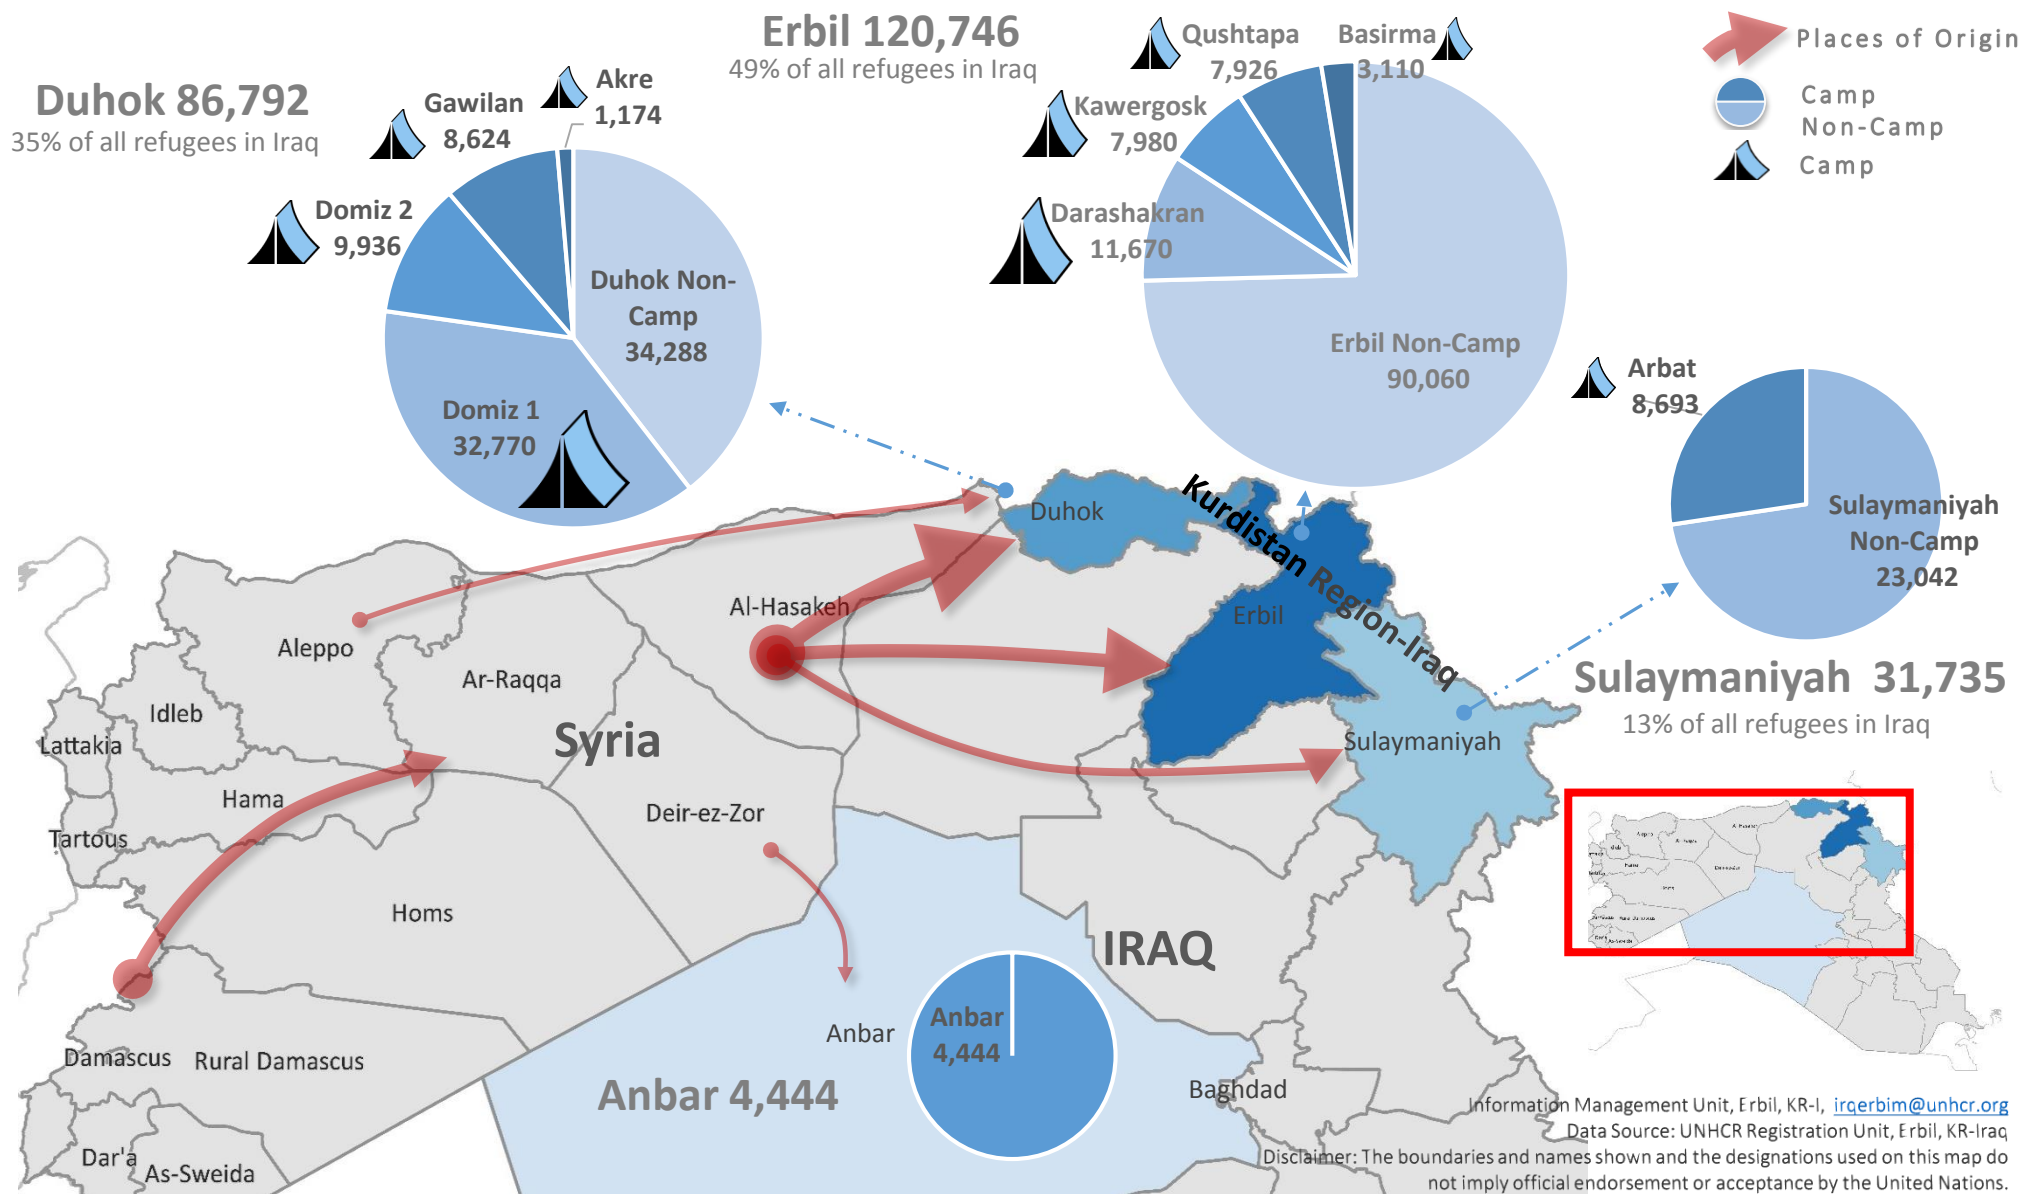 Erbil 120,746
49% of all refugees in Iraq
Duhok 86,792
35% of all refugees in Iraq
Gawilan
8,624
Akre
1,174
Domiz 2
9,936
Duhok Non-
Camp
34,288
Domiz 1
32,770
Qushtapa
7,926
Basirma
3,110
Kawergosk
7,980
Darashakran
11,670
Erbil Non-Camp
90,060
Places of Origin
Camp
Non-Camp
Camp
Arbat
8,693
Sulaymaniyah
Non-Camp
23,042
Sulaymaniyah 31,735
13% of all refugees in Iraq
Kurdistan Region-Iraq
Duhok
Erbil
Sulaymaniyah
Al-Hasakeh
Aleppo
Ar-Raqqa
Idleb
Lattakia
Syria
Hama
Deir-ez-Zor
Tartous
Homs
IRAQ
Damascus
Rural Damascus
Dar'a
As-Sweida
Anbar
Anbar
4,444
Anbar 4,444
Baghdad
Information Management Unit, Erbil, KR-I, irqerbim@unhcr.org
Data Source: UNHCR Registration Unit, Erbil, KR-Iraq
Disclaimer: The boundaries and names shown and the designations used on this map do
not imply official endorsement or acceptance by the United Nations.